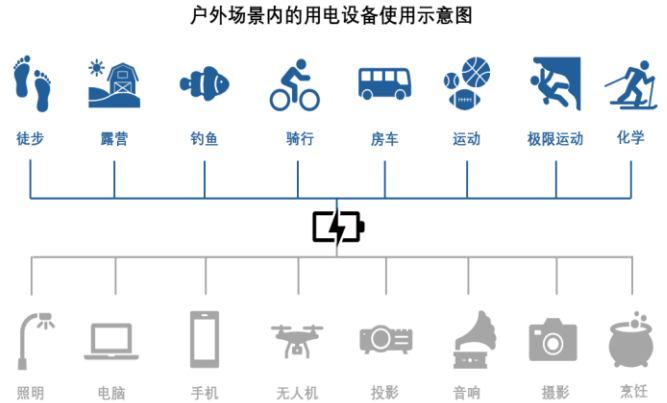 户外场景内的用电设备使用示意图
徒步 露营 钓鱼 骑行 房车 运动 极限运动 化学
照明 电脑 手机 无人机 投影 音响 摄影 烹饪